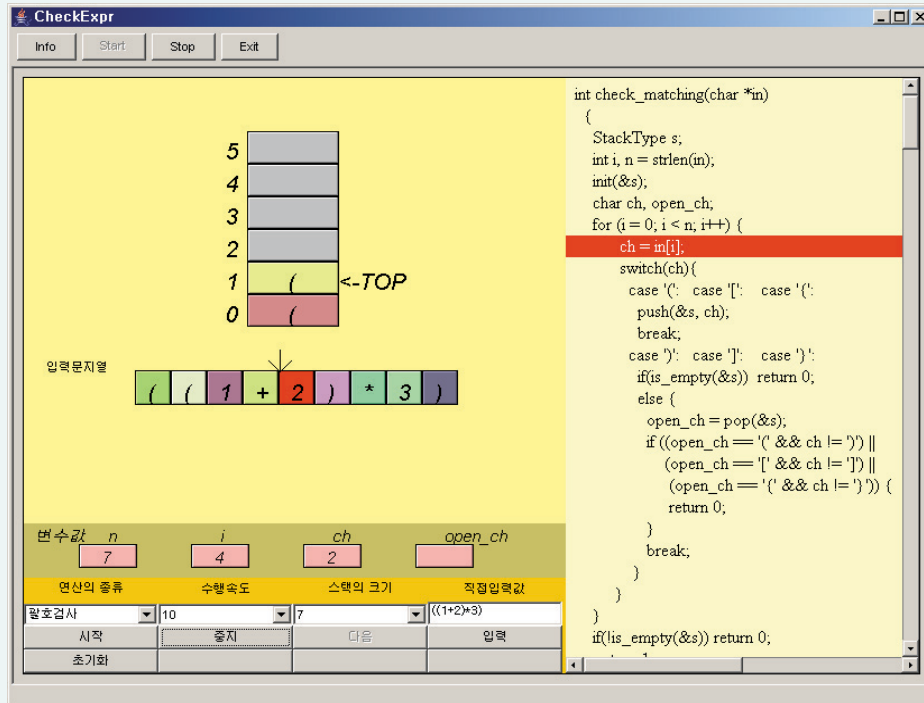 CheckExpr
Info Start Stop Exit
5
4
3
2
1 ( <-TOP
0 (
입력문지열
( ( 1 + 2 ) * 3 )
변수값 n i ch open_ch
7 4 2
연산의 종류 수행속도 스택의 크기 직접입력값
괄호검사 10 7 ((1+2)*3)
시작 중지 다음 입력
초기화
int check_matching(char *in)
{
StackType s;
int i, n = strlen(in);
init(&s);
char ch, open_ch;
for (i = 0; i < n; i++) {
ch = in[i];
switch(ch){
case '(': case '[': case '{':
push(&s, ch);
break;
case ')': case ']': case '}':
if(is_empty(&s)) return 0;
else {
open_ch = pop(&s);
if ((open_ch == '(' && ch != ')') ||
(open_ch == '[' && ch != ']') ||
(open_ch == '{' && ch != '}')) {
return 0;
}
break;
}
}
}
if(!is_empty(&s)) return 0;